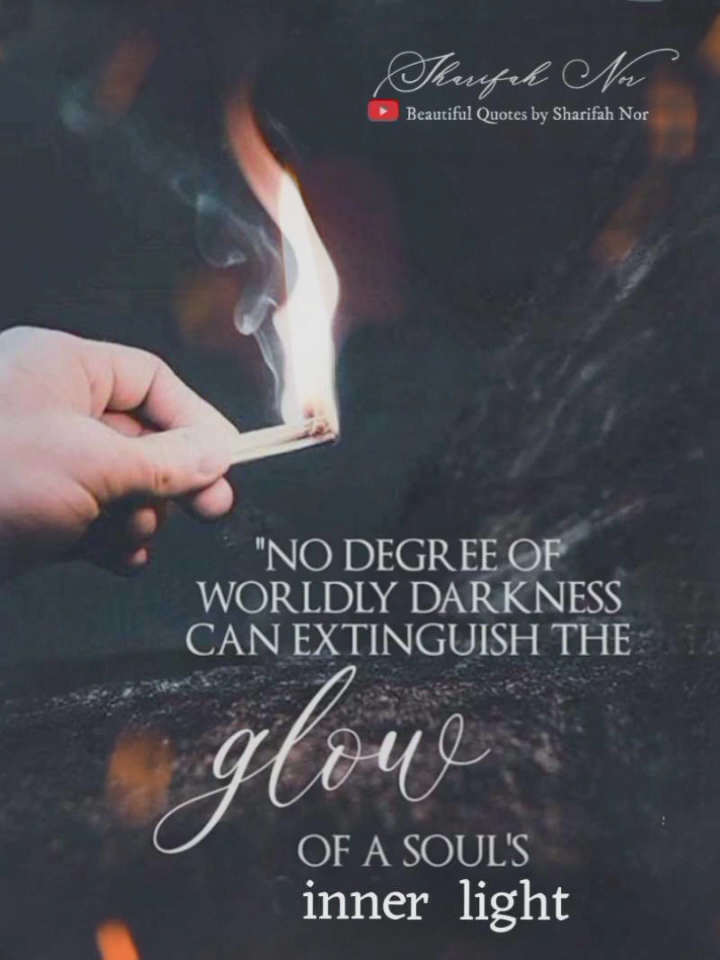 Sharifah Nor
Beautiful Quotes by Sharifah Nor
"NO DEGREE OF
WORLDLY DARKNESS
CAN EXTINGUISH THE
glow
OF A SOUL'S
inner light